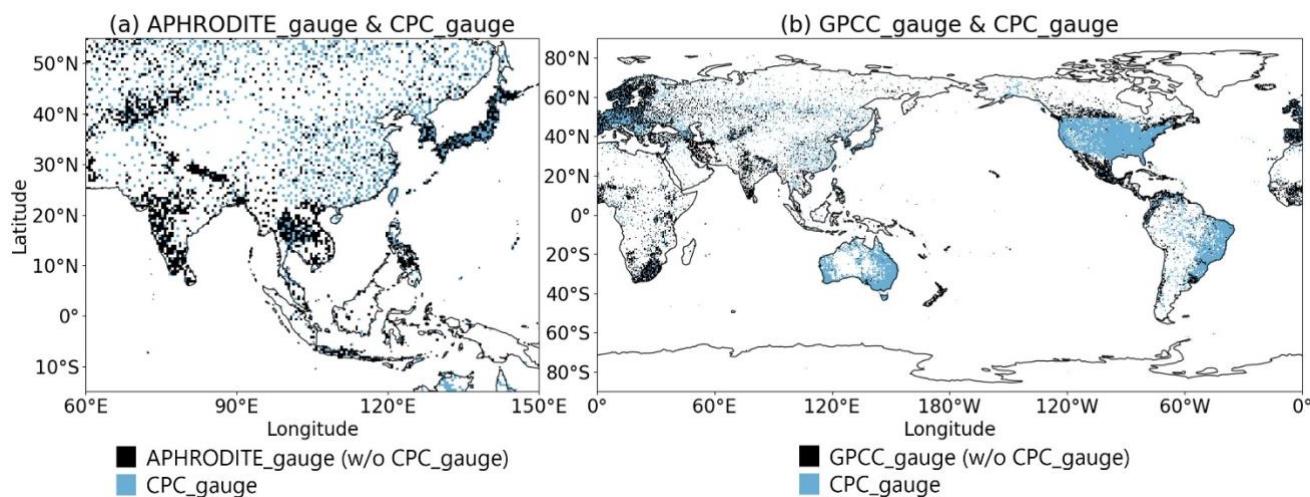 (a) APHRODITE_gauge & CPC_gauge
50°N
40°N
30°N
20°N
10°N
0°
10°S
Latitude
60°E 90°E 120°E 150°E
Longitude
APHRODITE_gauge (w/o CPC_gauge)
CPC_gauge
(b) GPCC_gauge & CPC_gauge
80°N
60°N
40°N
20°N
0°
20°S
40°S
60°S
80°S
0° 60°E 120°E 180°W 120°W 60°W 0°
Longitude
GPCC_gauge (w/o CPC_gauge)
CPC_gauge